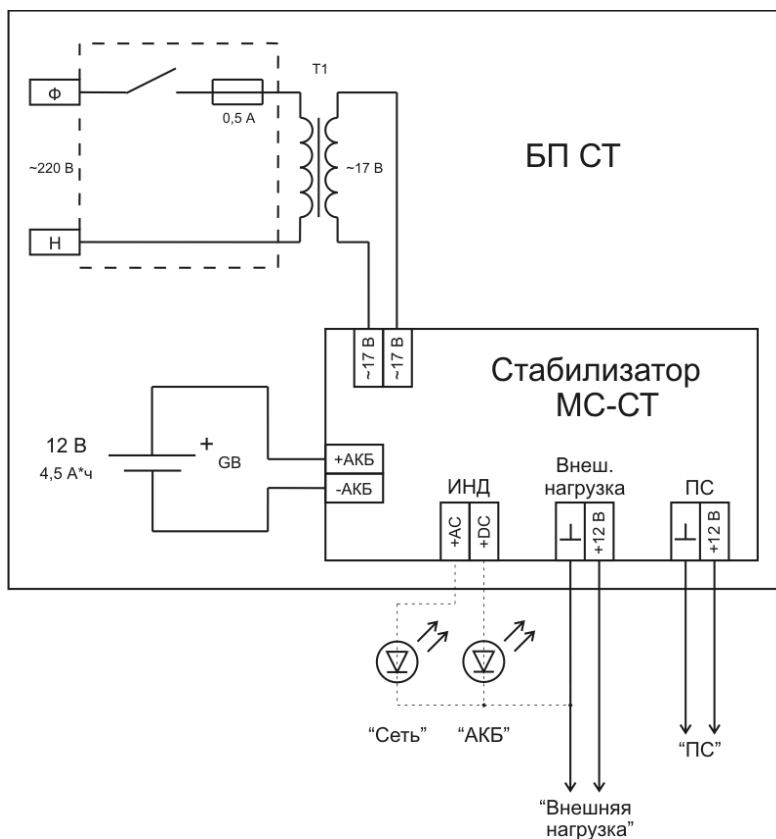 Ф
0,5 А
Т1
~220 В
~17 В
Н
БП СТ
~17 В
~17 В
Стабилизатор
МС-СТ
12 В
4,5 А*ч
+
GB
+АКБ
-АКБ
ИНД
+AC
+DC
Внеш.
нагрузка
+12 В
ПС
+12 В
“Сеть”
“АКБ”
“ПС”
“Внешняя
нагрузка”